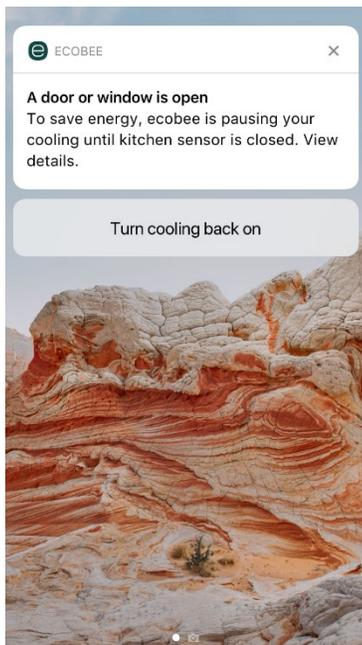 ECOBEE
A door or window is open
To save energy, ecobee is pausing your
cooling until kitchen sensor is closed. View
details.
Turn cooling back on